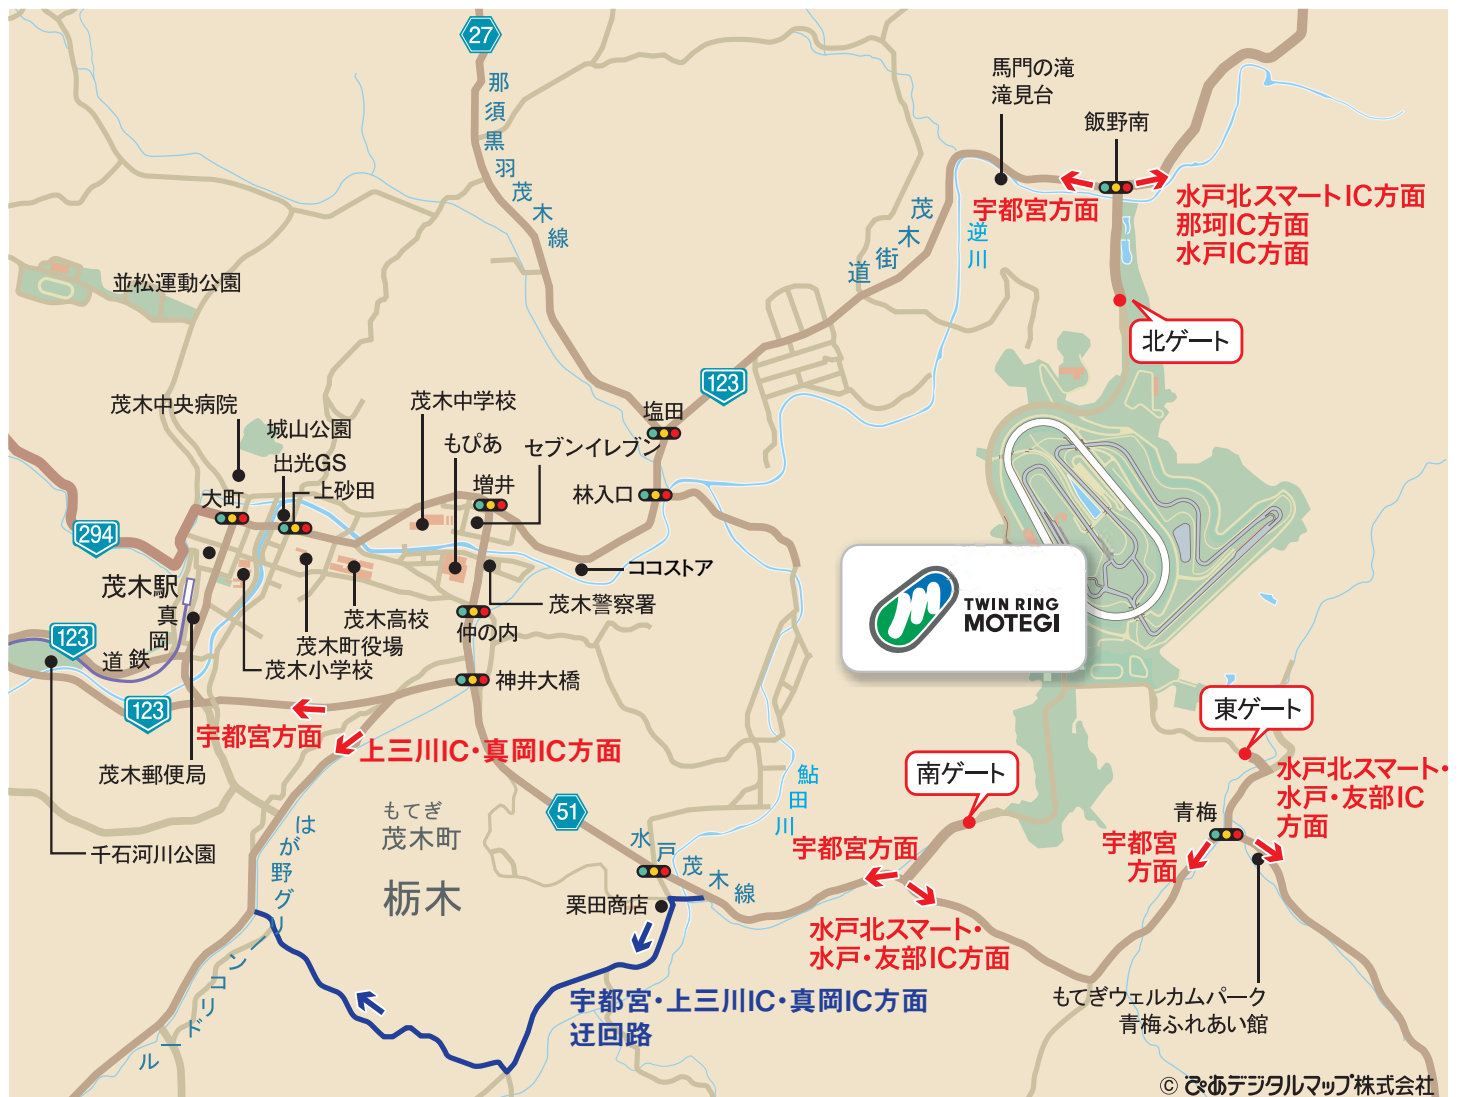 27
那須黒羽茂木線
馬門の滝
滝見台
飯野南
宇都宮方面
水戸北スマートIC方面
那珂IC方面
水戸IC方面
茂木街道
逆川
並松運動公園
北ゲート
123
茂木中央病院
茂木中学校
塩田
城山公園
もぴあ
セブンイレブン
出光GS
上砂田
大町
増井
林入口
294
茂木駅
ココストア
茂木警察署
TWIN RING
MOTEGI
真岡鉄道
123
茂木高校
仲の内
茂木町役場
茂木小学校
神井大橋
123
宇都宮方面
上三川IC・真岡IC方面
東ゲート
茂木郵便局
南ゲート
水戸北スマート・
水戸・友部IC
方面
鮎田川
51
もてぎ
茂木町
青梅
千石河川公園
はが野グリーンコリドール
水戸茂木線
宇都宮方面
宇都宮
方面
栃木
栗田商店
水戸北スマート・
水戸・友部IC方面
宇都宮・上三川IC・真岡IC方面
迂回路
もてぎウェルカムパーク
青梅ふれあい館
© ぴあデジタルマップ株式会社